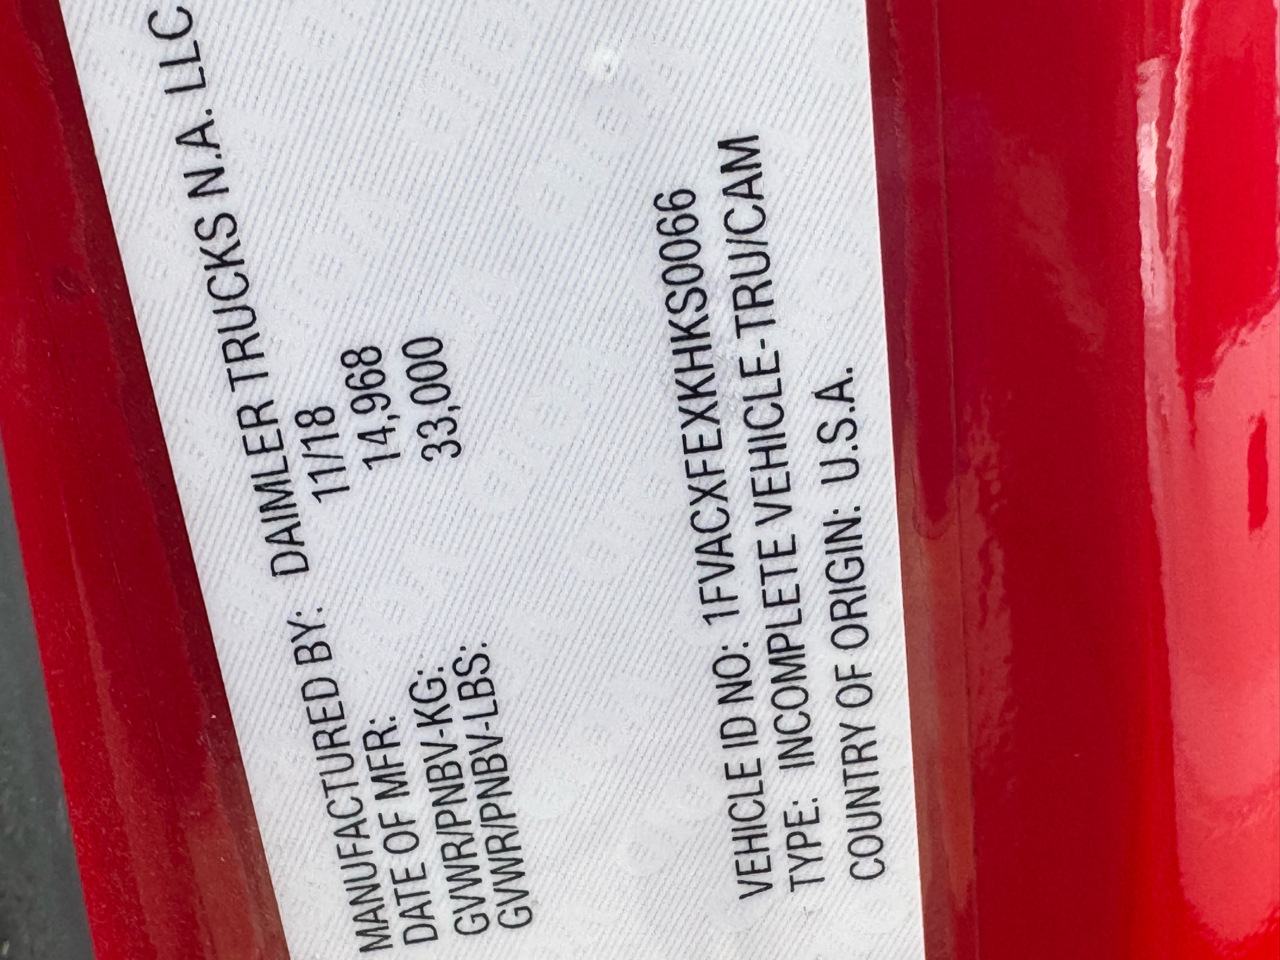 MANUFACTURED BY: DAIMLER TRUCKS N.A. LLC
DATE OF MFR: 11/18
GVWR/PNBV-KG: 14,968
GVWR/PNBV-LBS: 33,000
VEHICLE ID NO: 1FVACXFEXKHKS0066
TYPE: INCOMPLETE VEHICLE-TRU/CAM
COUNTRY OF ORIGIN: U.S.A.